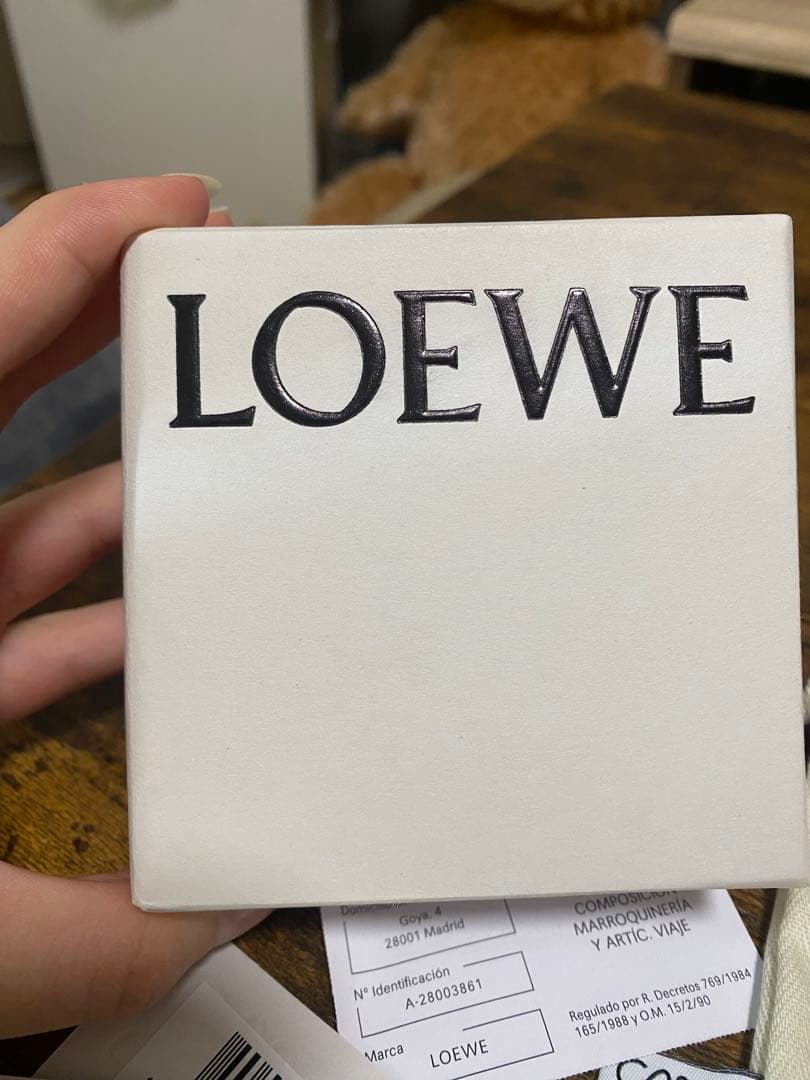 LOEWE
Goya, 4
28001 Madrid
Nº Identificación
A-28003861
Marca
LOEWE
COMPOSICIÓN
MARROQUINERÍA
Y ARTÍC. VIAJE
Regulado por R. Decretos 769/1984
165/1988 y O.M. 15/2/90